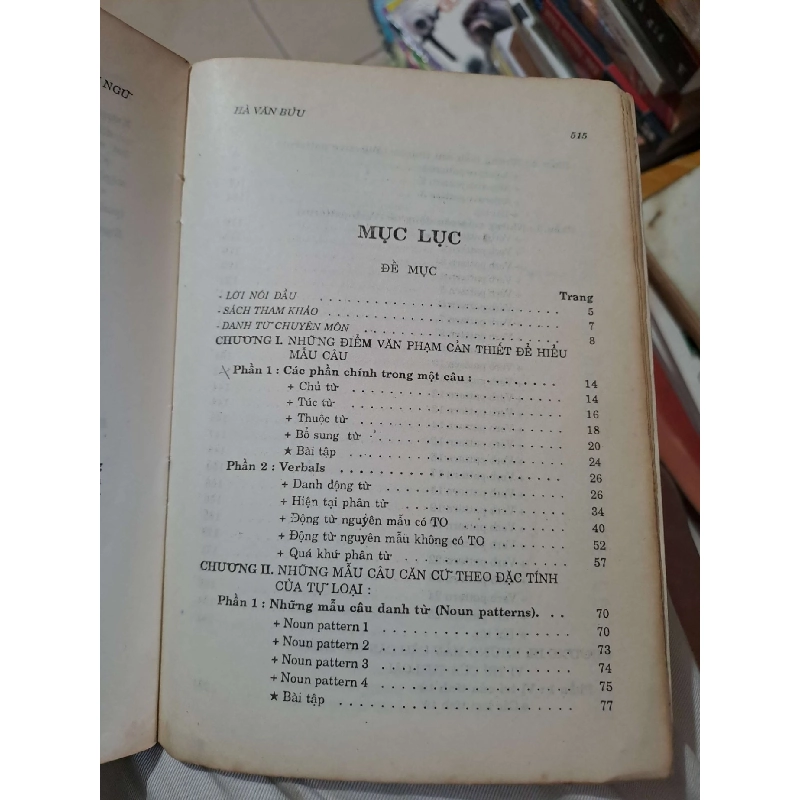 NGỮ
HÀ VĂN BỬU
515
MỤC LỤC
ĐỀ MỤC
Trang
- LỜI NÓI ĐẦU . . . . . . . . . . . . . . . . . . . . . 5
- SÁCH THAM KHẢO . . . . . . . . . . . . . . . . . . . 7
- DANH TỪ CHUYÊN MÔN . . . . . . . . . . . . . . . . 8
CHƯƠNG I. NHỮNG ĐIỂM VĂN PHẠM CẦN THIẾT ĐỂ HIỂU
MẪU CÂU
Phần 1 : Các phần chính trong một câu : . . . . . . . . 14
+ Chủ từ . . . . . . . . . . . . . . . . . . 14
+ Túc từ . . . . . . . . . . . . . . . . . . 16
+ Thuộc từ . . . . . . . . . . . . . . . . . 18
+ Bổ sung từ . . . . . . . . . . . . . . . . 20
★ Bài tập . . . . . . . . . . . . . . . . . . 24
Phần 2 : Verbals . . . . . . . . . . . . . . . . . . . 26
+ Danh động từ . . . . . . . . . . . . . . . 26
+ Hiện tại phân từ . . . . . . . . . . . . . 34
+ Động từ nguyên mẫu có TO . . . . . . . . . 40
+ Động từ nguyên mẫu không có TO . . . . . . 52
+ Quá khứ phân từ . . . . . . . . . . . . . 57
CHƯƠNG II. NHỮNG MẪU CÂU CĂN CỨ THEO ĐẶC TÍNH
CỦA TỰ LOẠI :
Phần 1 : Những mẫu câu danh từ (Noun patterns). . . 70
+ Noun pattern 1 . . . . . . . . . . . . . . 70
+ Noun pattern 2 . . . . . . . . . . . . . . 73
+ Noun pattern 3 . . . . . . . . . . . . . . 74
+ Noun pattern 4 . . . . . . . . . . . . . . 75
★ Bài tập . . . . . . . . . . . . . . . . . . 77